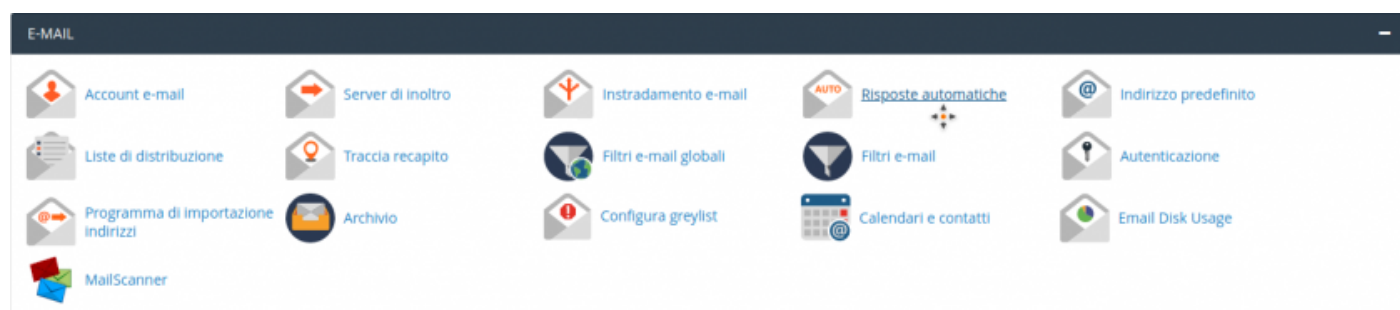 E-MAIL
Account e-mail
Server di inoltro
Instradamento e-mail
AUTO
Risposte automatiche
@
Indirizzo predefinito
Liste di distribuzione
Traccia recapito
Filtri e-mail globali
Filtri e-mail
Autenticazione
@
Programma di importazione
indirizzi
Archivio
Configura greylist
@
Calendari e contatti
Email Disk Usage
MailScanner